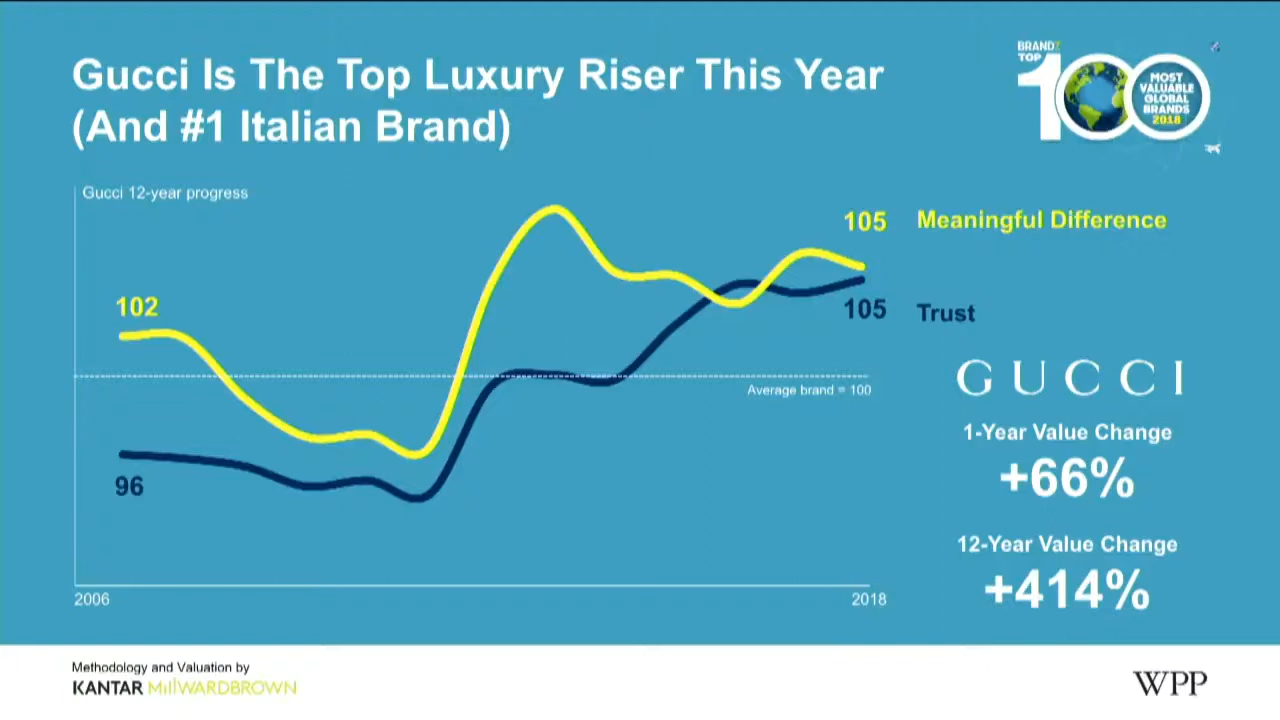 Gucci Is The Top Luxury Riser This Year
(And #1 Italian Brand)
BRANDZ
TOP
100
MOST
VALUABLE
GLOBAL
BRANDS
2018
Gucci 12-year progress
105 Meaningful Difference
102
105 Trust
Average brand = 100
96
2006
2018
GUCCI
1-Year Value Change
+66%
12-Year Value Change
+414%
Methodology and Valuation by
KANTAR MillWARDBROWN
WPP